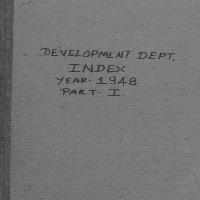 DEVELOPMENT DEPT.
INDEX
YEAR-1948
PART-I.